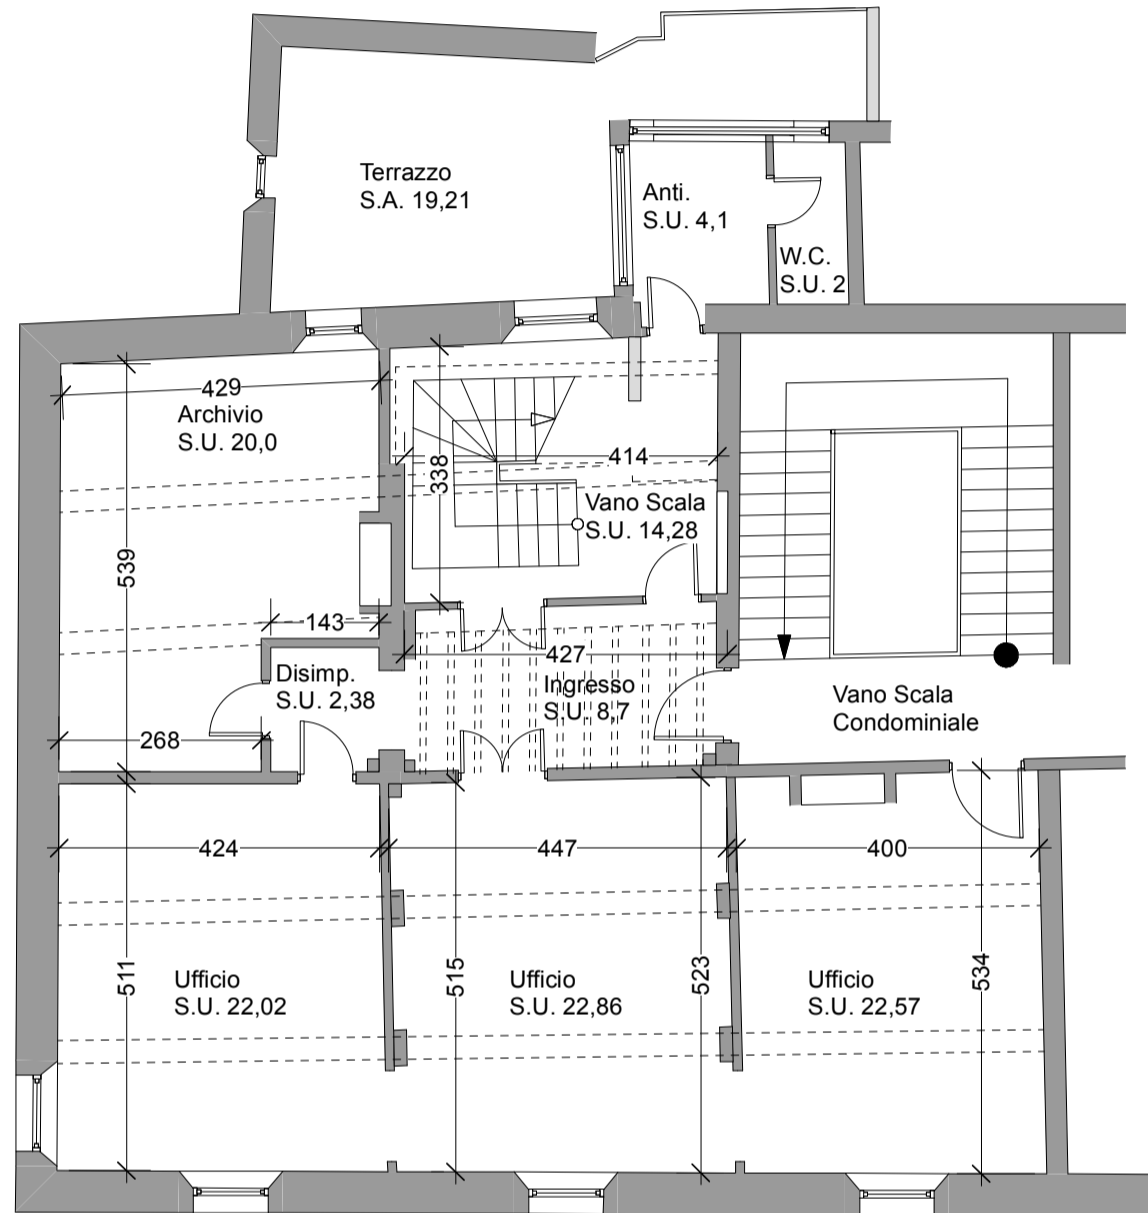 Terrazzo
S.A. 19,21
Anti.
S.U. 4,1
W.C.
S.U. 2
429
Archivio
S.U. 20,0
338
414
Vano Scala
S.U. 14,28
539
143
427
Disimp.
S.U. 2,38
Ingresso
S.U. 8,7
Vano Scala
Condominiale
268
424
447
400
511
Ufficio
S.U. 22,02
515
Ufficio
S.U. 22,86
523
Ufficio
S.U. 22,57
534